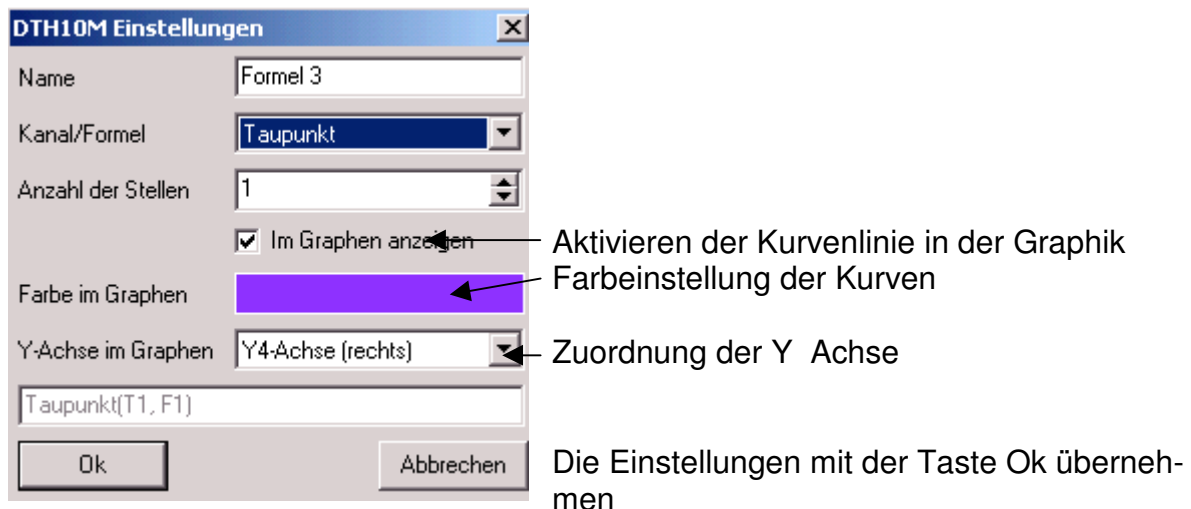 DTH10M Einstellungen
Name Formel 3
Kanal/Formel Taupunkt
Anzahl der Stellen 1
Im Graphen anzeigen
Aktivieren der Kurvenlinie in der Graphik
Farbe im Graphen
Farbeinstellung der Kurven
Y-Achse im Graphen Y4-Achse (rechts)
Zuordnung der Y Achse
Taupunkt(T1, F1)
Ok Abbrechen
Die Einstellungen mit der Taste Ok überneh-
men